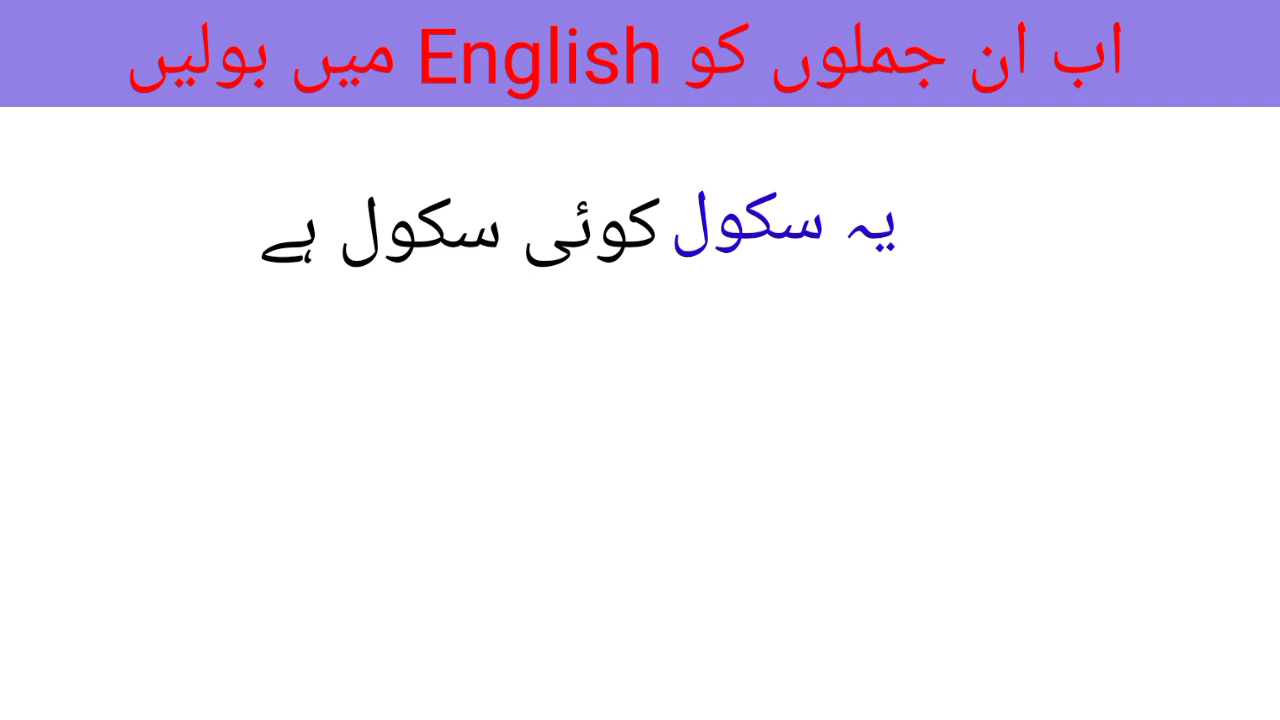 اب ان جملوں کو English میں بولیں
یہ سکول کوئی سکول ہے